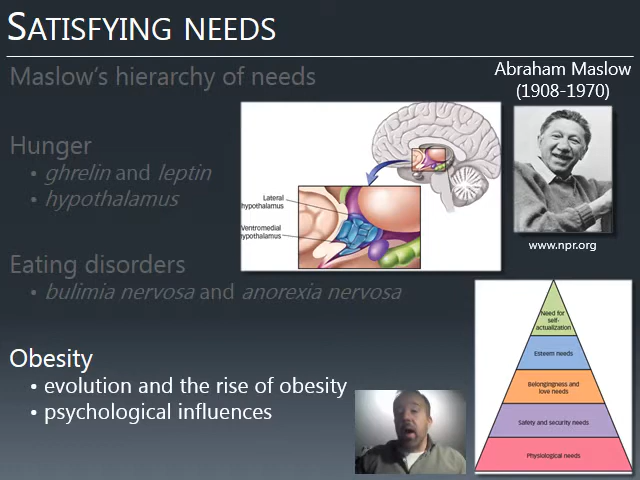 SATISFYING NEEDS
Maslow's hierarchy of needs
Abraham Maslow
(1908-1970)
Hunger
• ghrelin and leptin
• hypothalamus
Lateral
hypothalamus
Ventromedial
hypothalamus
www.npr.org
Eating disorders
• bulimia nervosa and anorexia nervosa
Obesity
• evolution and the rise of obesity
• psychological influences
Need for
self-
actualization
Esteem needs
Belongingness and
love needs
Safety and security needs
Physiological needs